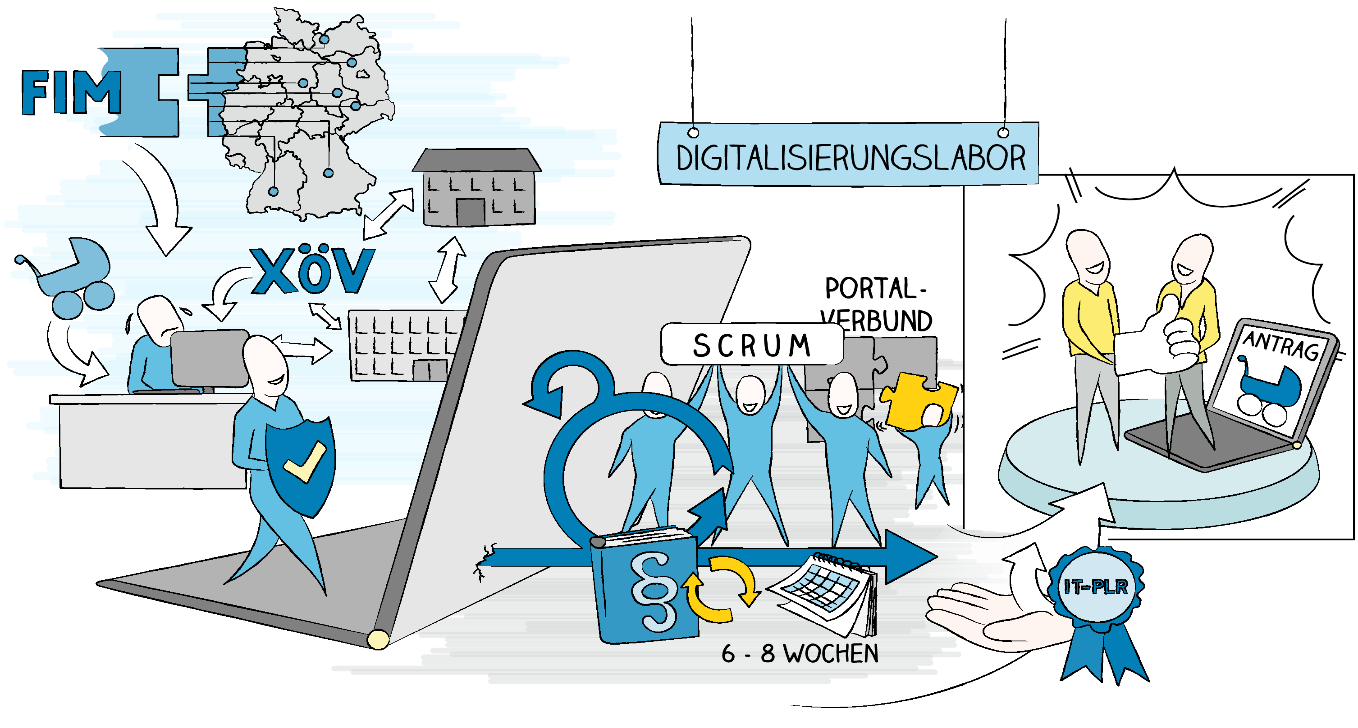 FIM
DIGITALISIERUNGSLABOR
XÖV
PORTAL-
VERBUND
SCRUM
ANTRAG
§
IT-PLR
6 - 8 WOCHEN